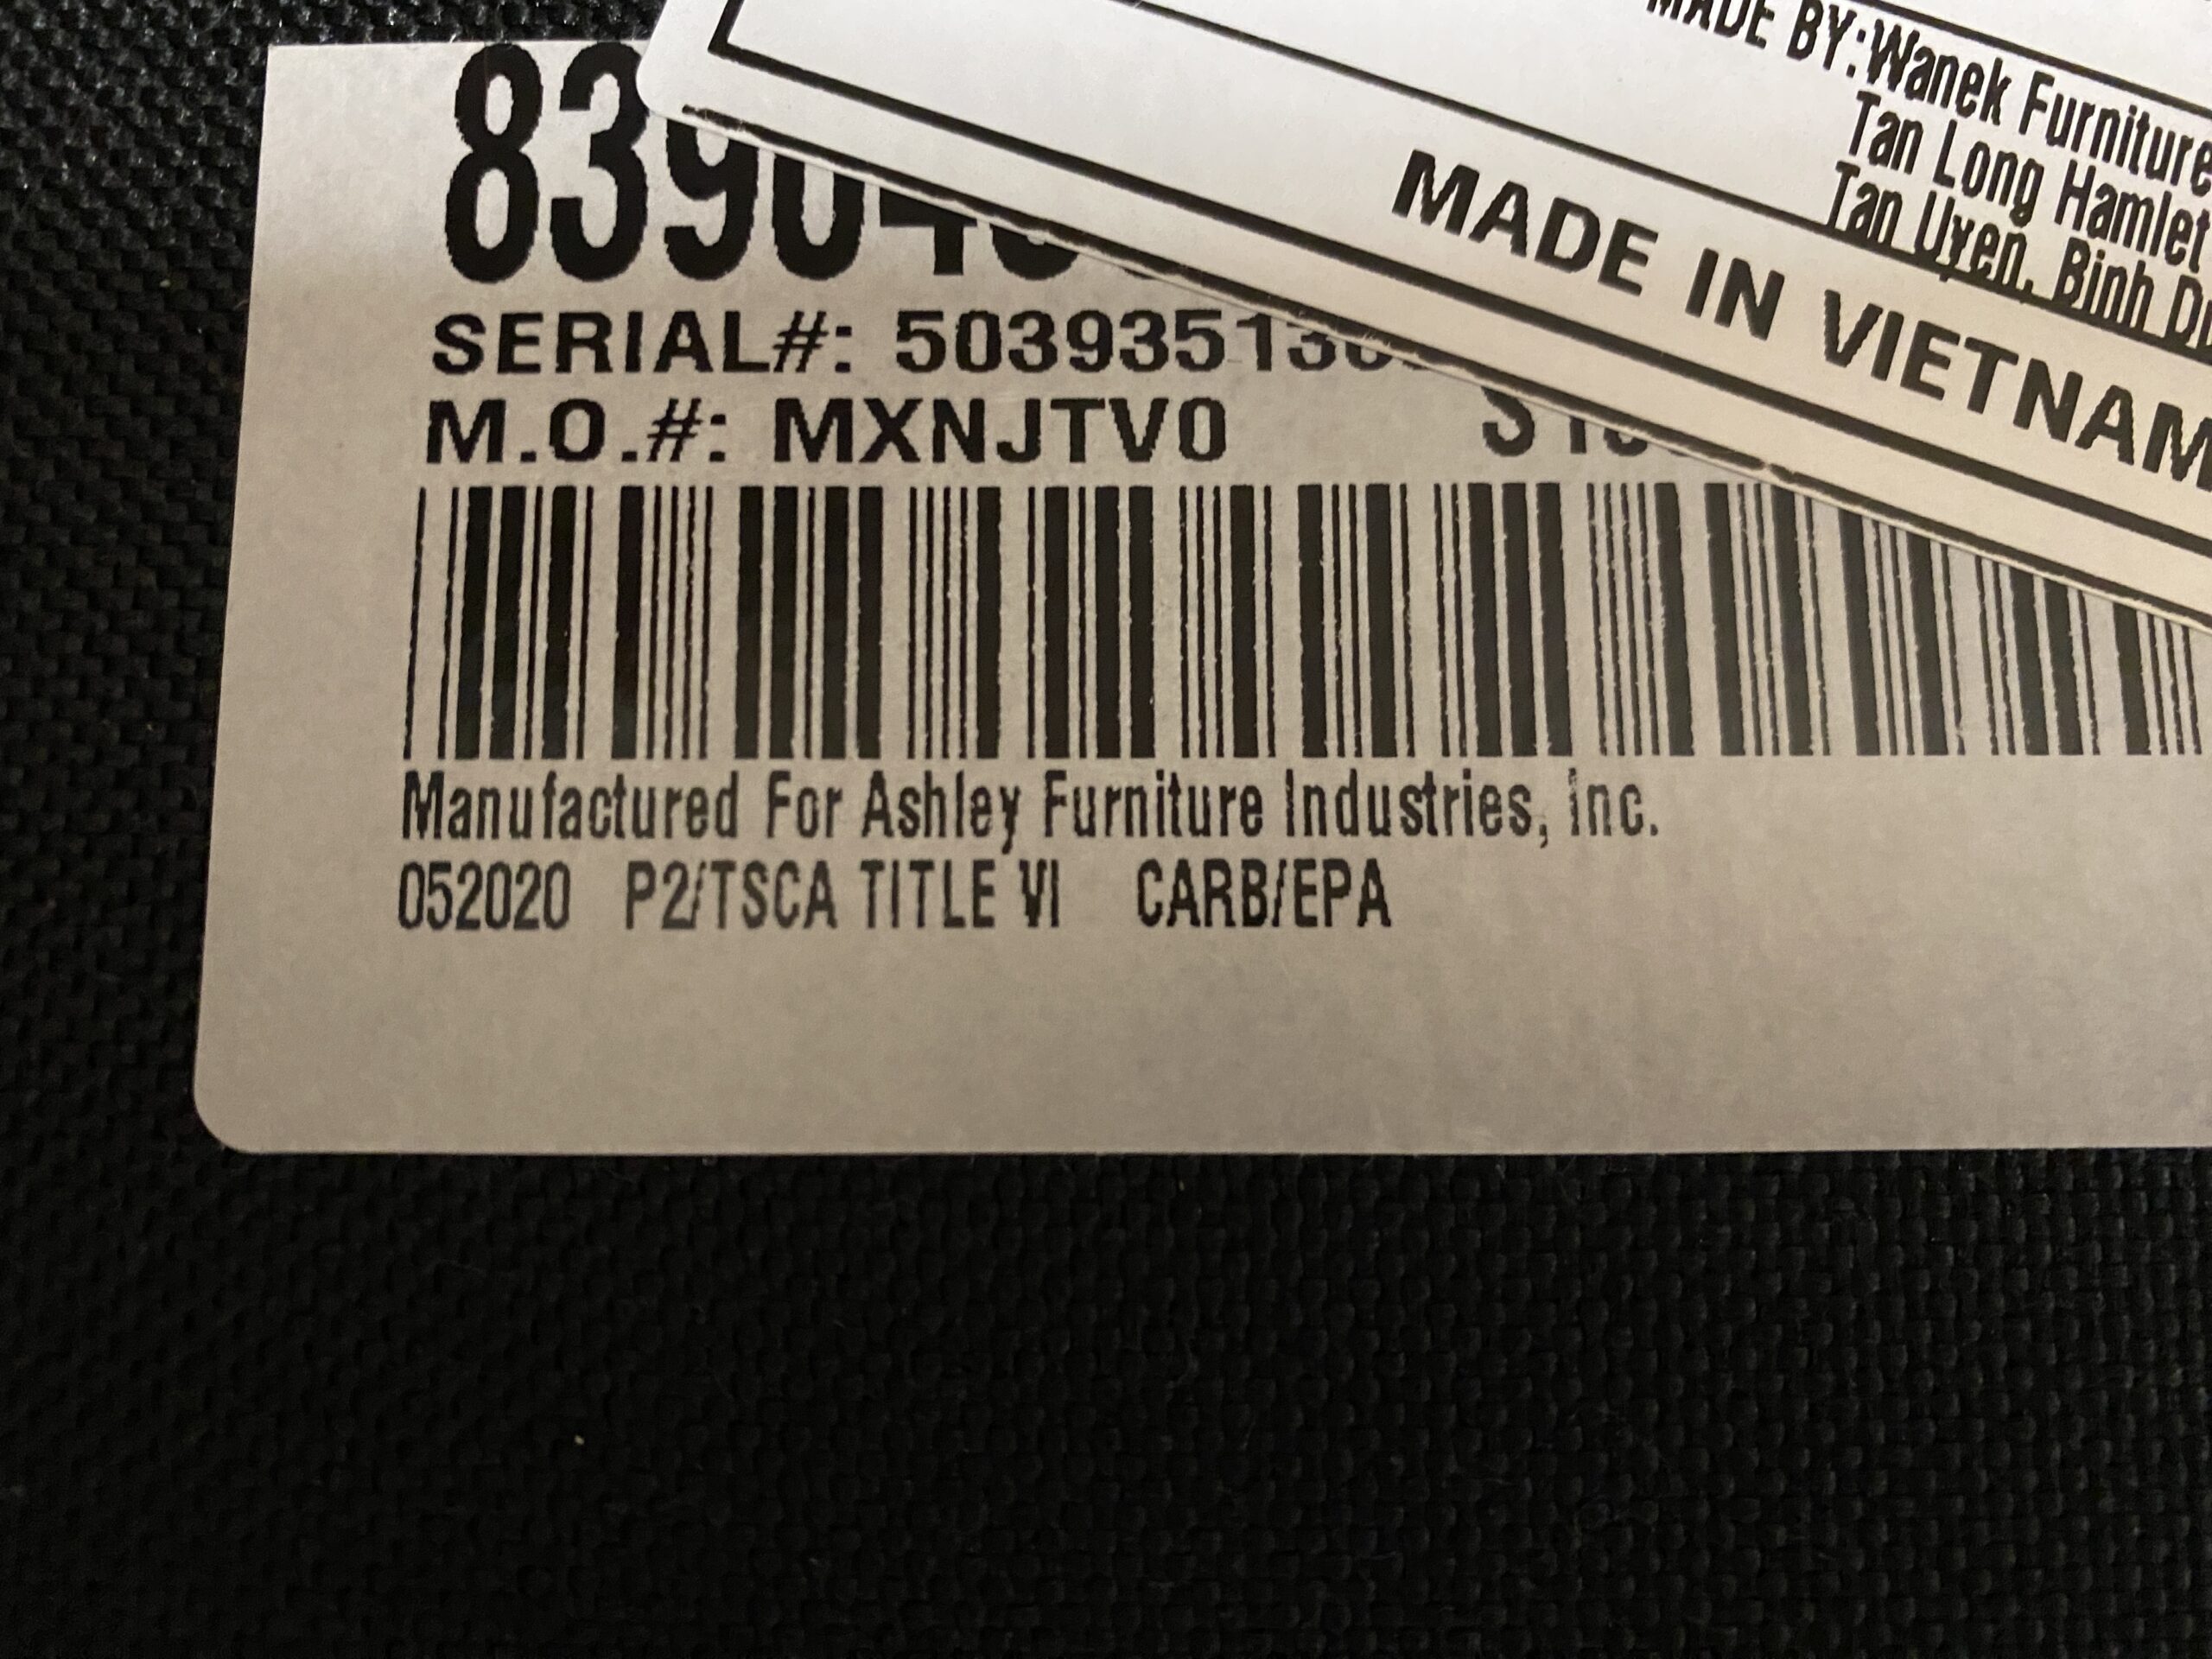 MADE BY:Wanek Furniture
Tan Long Hamlet
Tan Uyen, Binh
MADE IN VIETNAM
SERIAL#:
M.O.#: MXNJTV0
Manufactured For Ashley Furniture Industries, Inc.
052020 P2/TSCA TITLE VI CARB/EPA